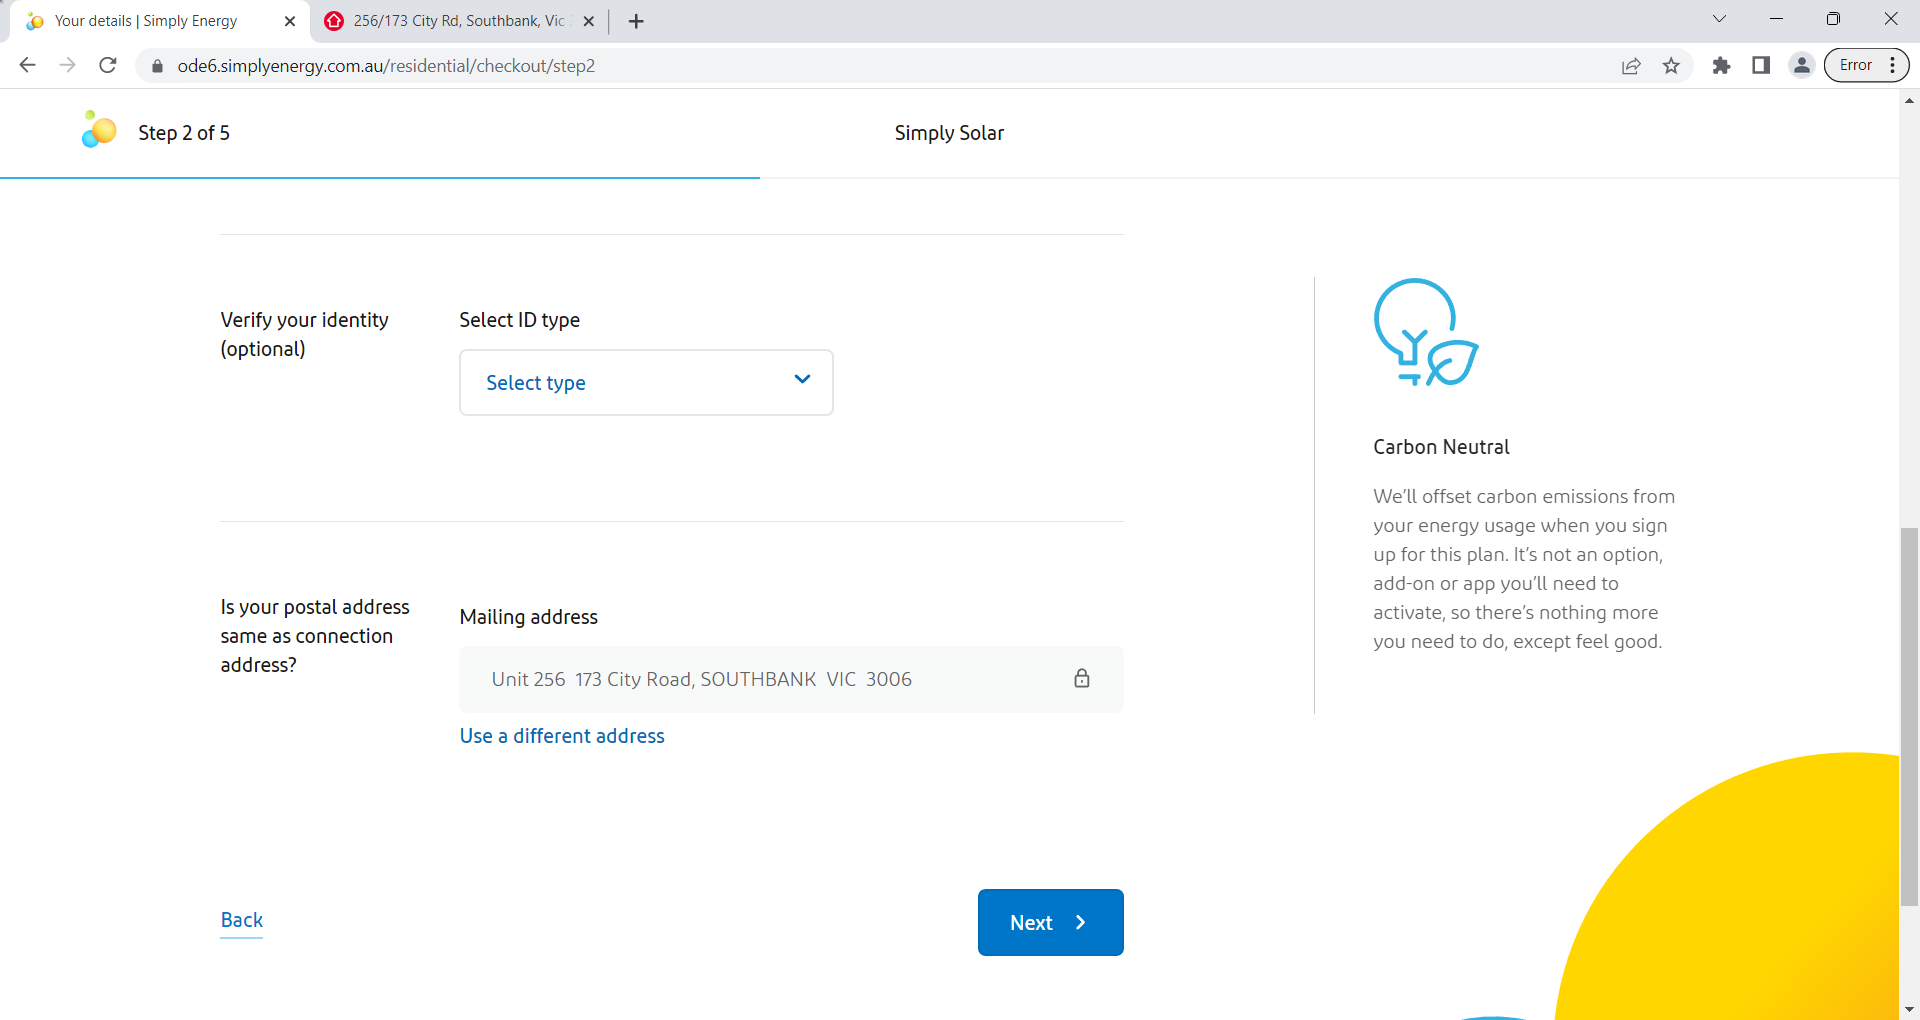 Your details | Simply Energy
256/173 City Rd, Southbank, Vic
ode6.simplyenergy.com.au/residential/checkout/step2
Error
Step 2 of 5
Simply Solar
Verify your identity
(optional)
Select ID type
Select type
Carbon Neutral
We'll offset carbon emissions from
your energy usage when you sign
up for this plan. It's not an option,
add-on or app you'll need to
activate, so there's nothing more
you need to do, except feel good.
Is your postal address
same as connection
address?
Mailing address
Unit 256 173 City Road, SOUTHBANK VIC 3006
Use a different address
Back
Next